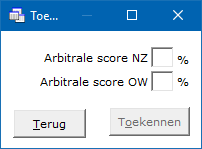 Toe...
Arbitrale score NZ %
Arbitrale score OW %
Terug Toekennen